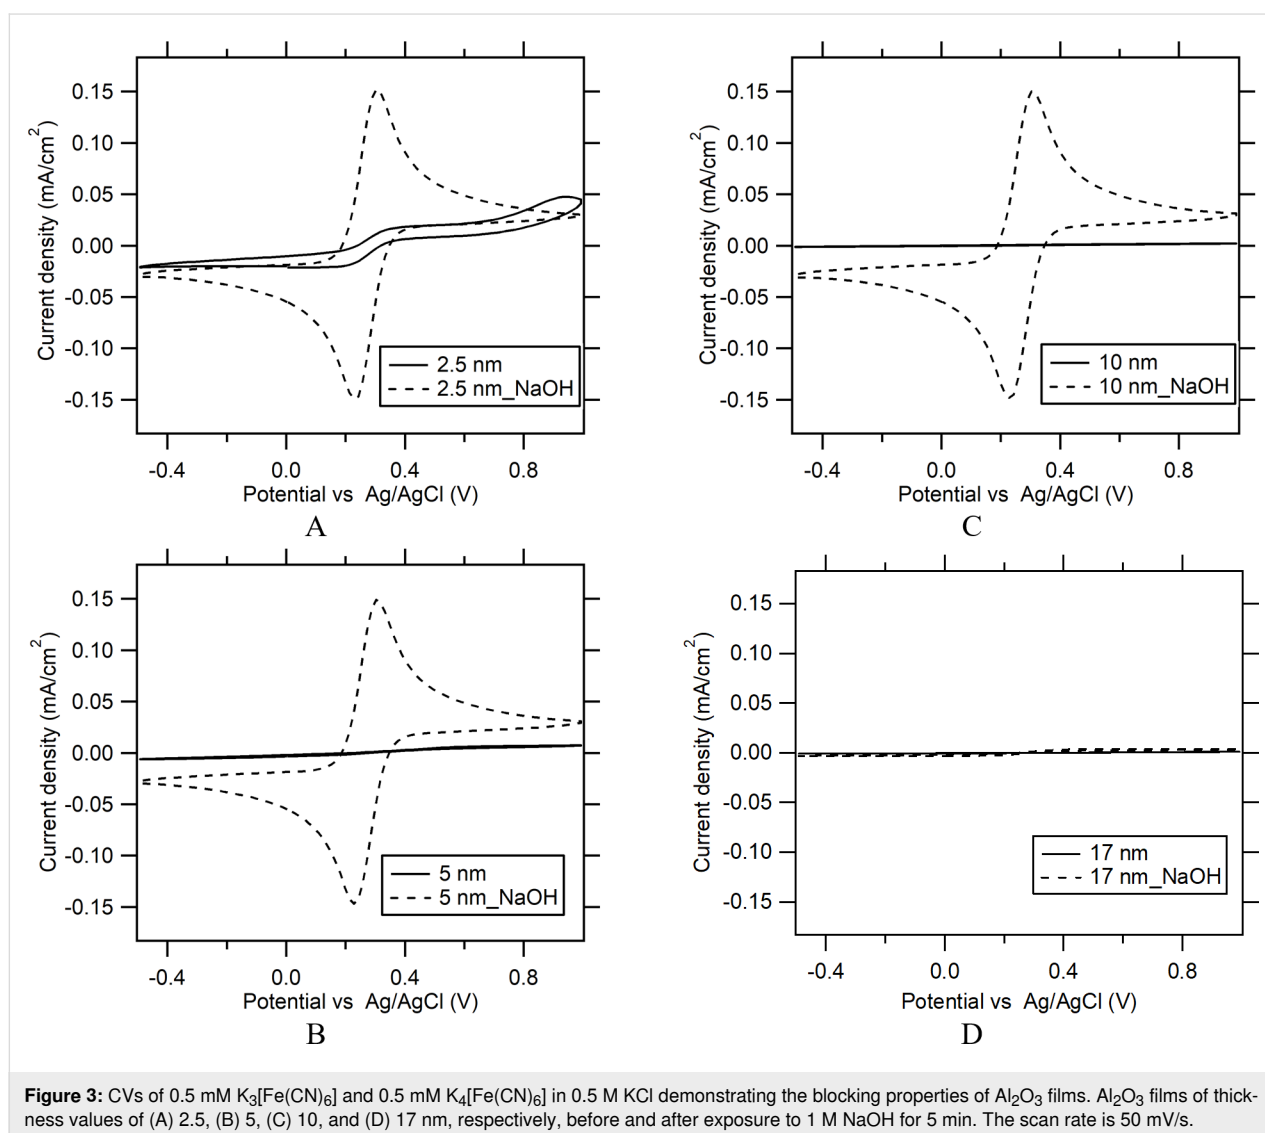 0.15
0.10
0.05
0.00
-0.05
-0.10
-0.15
Current density (mA/cm²)
2.5 nm
2.5 nm_NaOH
-0.4 0.0 0.4 0.8
Potential vs Ag/AgCl (V)
A
0.15
0.10
0.05
0.00
-0.05
-0.10
-0.15
Current density (mA/cm²)
10 nm
10 nm_NaOH
-0.4 0.0 0.4 0.8
Potential vs Ag/AgCl (V)
C
0.15
0.10
0.05
0.00
-0.05
-0.10
-0.15
Current density (mA/cm²)
5 nm
5 nm_NaOH
-0.4 0.0 0.4 0.8
Potential vs Ag/AgCl (V)
B
0.15
0.10
0.05
0.00
-0.05
-0.10
-0.15
Current density (mA/cm²)
17 nm
17 nm_NaOH
-0.4 0.0 0.4 0.8
Potential vs Ag/AgCl (V)
D
Figure 3: CVs of 0.5 mM K₃[Fe(CN)₆] and 0.5 mM K₄[Fe(CN)₆] in 0.5 M KCl demonstrating the blocking properties of Al₂O₃ films. Al₂O₃ films of thick-
ness values of (A) 2.5, (B) 5, (C) 10, and (D) 17 nm, respectively, before and after exposure to 1 M NaOH for 5 min. The scan rate is 50 mV/s.